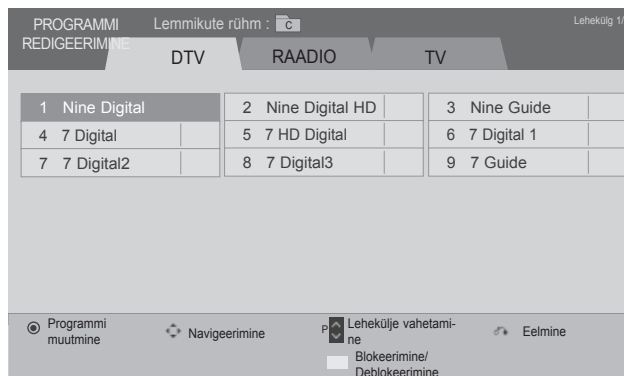 PROGRAMMI REDIGEERIMINE
Lemmikute rühm : C
Lehekülg 1/
DTV RAADIO TV
1 Nine Digital 2 Nine Digital HD 3 Nine Guide
4 7 Digital 5 7 HD Digital 6 7 Digital 1
7 7 Digital2 8 7 Digital3 9 7 Guide
Programmi
muutmine
Navigeerimine
P Lehekülje vahetami-
ne
Eelmine
Blokeerimine/
Deblokeerimine